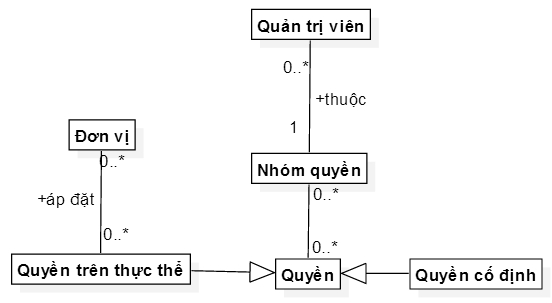 Quản trị viên
0..*
+thuộc
1
Đơn vị
0..*
Nhóm quyền
0..*
+áp đặt
0..*
0..*
Quyền trên thực thể
Quyền
Quyền cố định